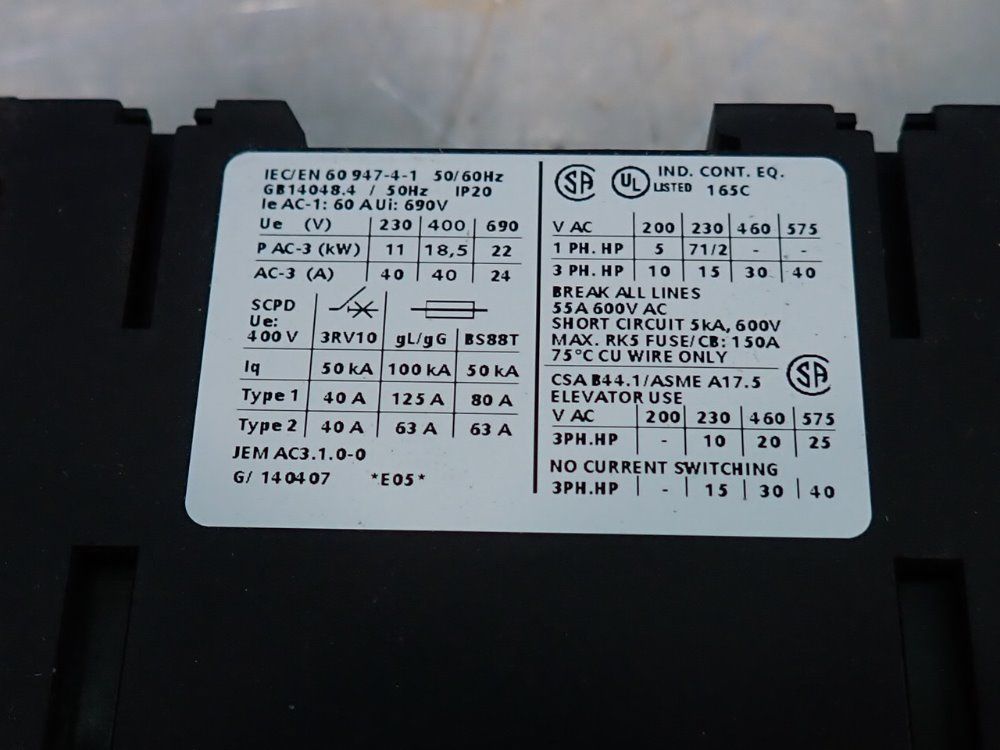 IEC/EN 60 947-4-1 50/60Hz
GB14048.4 / 50Hz IP20
Ie AC-1: 60 A Ui: 690V
Ue (V) 230 400 690
P AC-3 (kW) 11 18,5 22
AC-3 (A) 40 40 24
SCPD
Ue:
400 V 3RV10 gL/gG BS88T
Iq 50 kA 100 kA 50 kA
Type 1 40 A 125 A 80 A
Type 2 40 A 63 A 63 A
JEM AC3.1.0-0
G/ 140407 *E05*
SA UL LISTED IND. CONT. EQ.
165C
V AC 200 230 460 575
1 PH. HP 5 71/2 - -
3 PH. HP 10 15 30 40
BREAK ALL LINES
55A 600V AC
SHORT CIRCUIT 5kA, 600V
MAX. RK5 FUSE/CB: 150A
75°C CU WIRE ONLY
SA
CSA B44.1/ASME A17.5
ELEVATOR USE
V AC 200 230 460 575
3PH.HP - 10 20 25
NO CURRENT SWITCHING
3PH.HP - 15 30 40